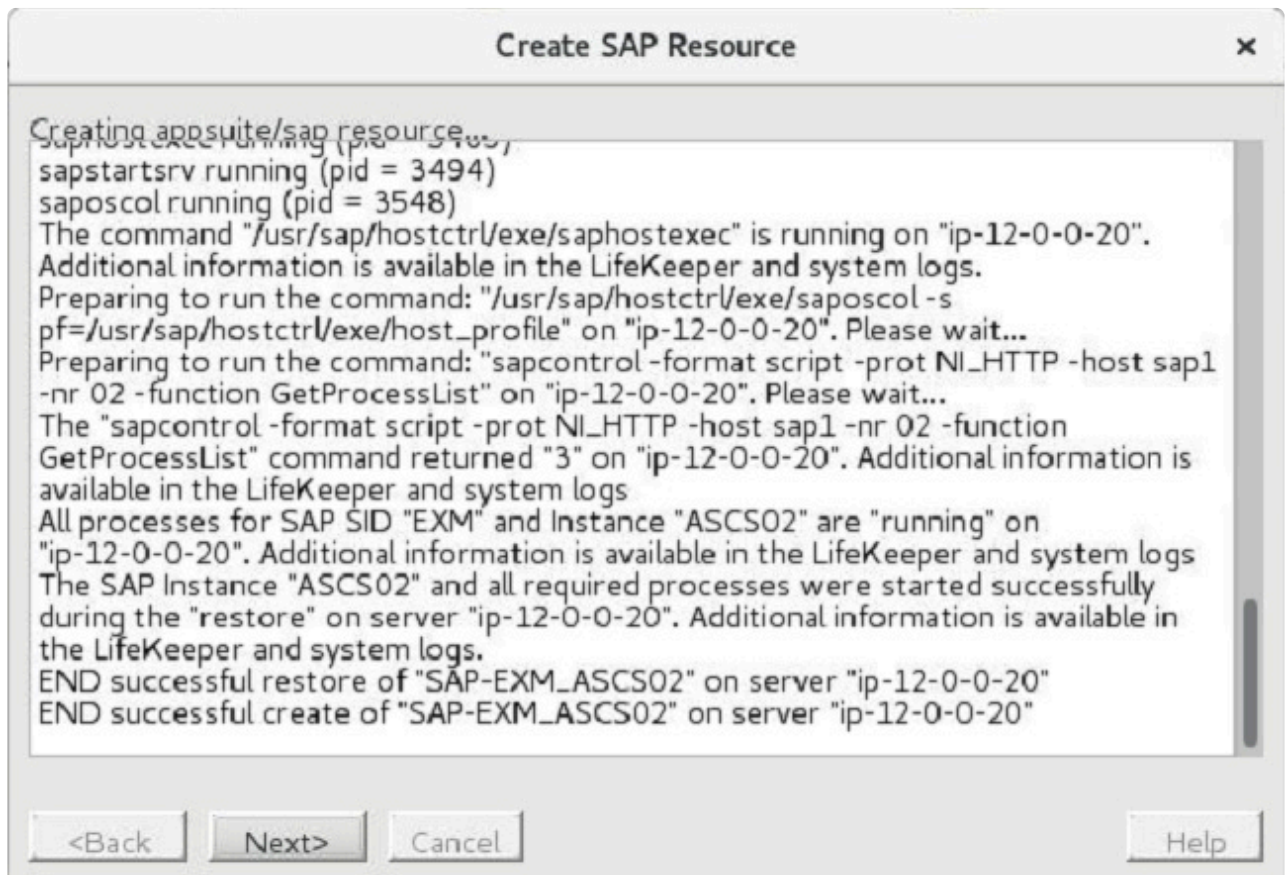 Create SAP Resource
×
Creating appsuite/sap resource...
running (pid =
sapstartsrv running (pid = 3494)
saposcol running (pid = 3548)
The command "/usr/sap/hostctrl/exe/saphostexec" is running on "ip-12-0-0-20".
Additional information is available in the LifeKeeper and system logs.
Preparing to run the command: "/usr/sap/hostctrl/exe/saposcol -s
pf=/usr/sap/hostctrl/exe/host_profile" on "ip-12-0-0-20". Please wait...
Preparing to run the command: "sapcontrol -format script -prot NI_HTTP -host sap1
-nr 02 -function GetProcessList" on "ip-12-0-0-20". Please wait...
The "sapcontrol -format script -prot NI_HTTP -host sap1 -nr 02 -function
GetProcessList" command returned "3" on "ip-12-0-0-20". Additional information is
available in the LifeKeeper and system logs
All processes for SAP SID "EXM" and Instance "ASCS02" are "running" on
"ip-12-0-0-20". Additional information is available in the LifeKeeper and system logs
The SAP Instance "ASCS02" and all required processes were started successfully
during the "restore" on server "ip-12-0-0-20". Additional information is available in
the LifeKeeper and system logs.
END successful restore of "SAP-EXM_ASCS02" on server "ip-12-0-0-20"
END successful create of "SAP-EXM_ASCS02" on server "ip-12-0-0-20"
<Back
Next>
Cancel
Help